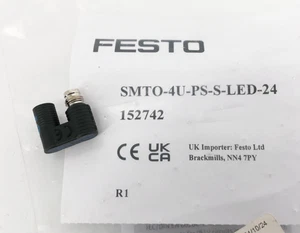 FESTO
SMTO-4U-PS-S-LED-24
152742
CE UK CA
UK Importer: Festo Ltd
Brackmills, NN4 7PY
R1